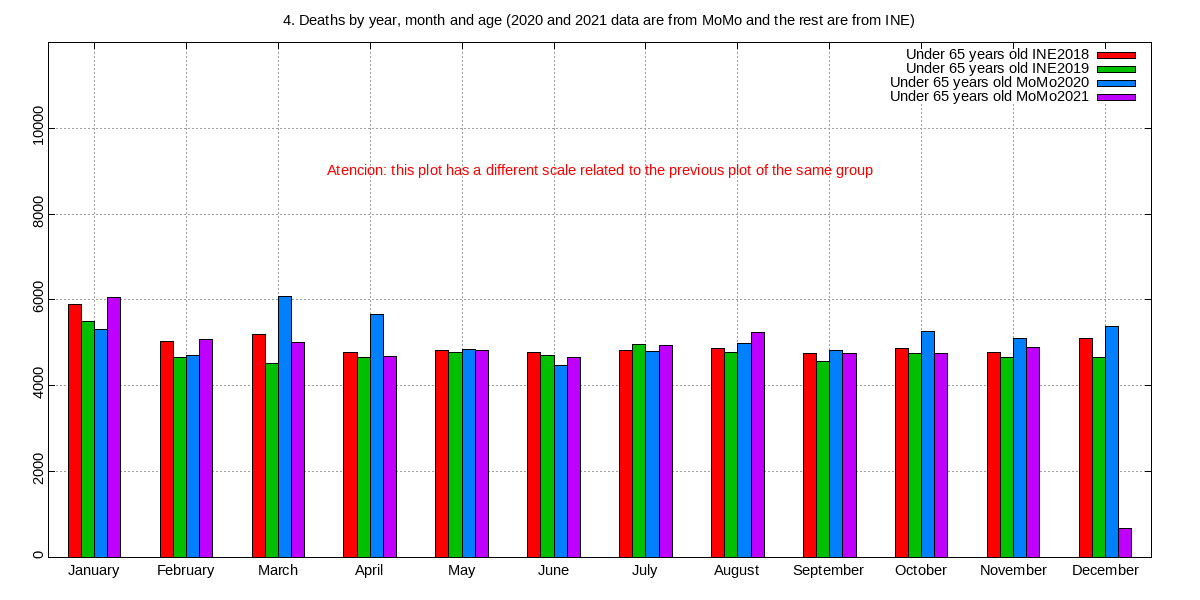 4. Deaths by year, month and age (2020 and 2021 data are from MoMo and the rest are from INE)
Under 65 years old INE2018
Under 65 years old INE2019
Under 65 years old MoMo2020
Under 65 years old MoMo2021
Atencion: this plot has a different scale related to the previous plot of the same group
10000
8000
6000
4000
2000
0
January February March April May June July August September October November December